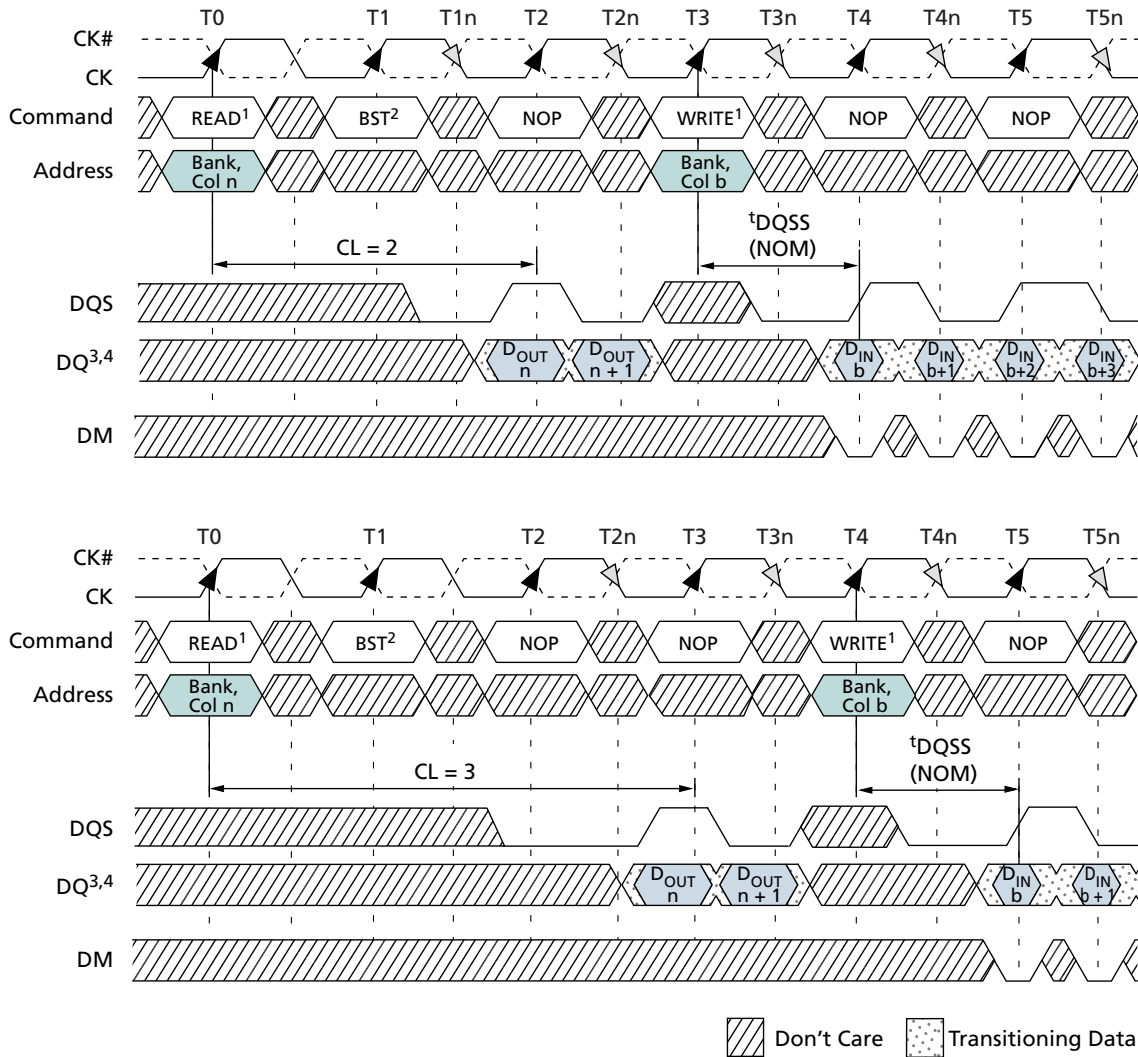 T0 T1 T1n T2 T2n T3 T3n T4 T4n T5 T5n
CK#
CK
Command READ¹ BST² NOP WRITE¹ NOP NOP
Address Bank, Col n Bank, Col b
CL = 2
tDQSS
(NOM)
DQS
DQ³,⁴ DOUT n DOUT n + 1 DIN b DIN b+1 DIN b+2 DIN b+3
DM
T0 T1 T2 T2n T3 T3n T4 T4n T5 T5n
CK#
CK
Command READ¹ BST² NOP NOP WRITE¹ NOP
Address Bank, Col n Bank, Col b
CL = 3
tDQSS
(NOM)
DQS
DQ³,⁴ DOUT n DOUT n + 1 DIN b DIN b + 1
DM
Don't Care Transitioning Data